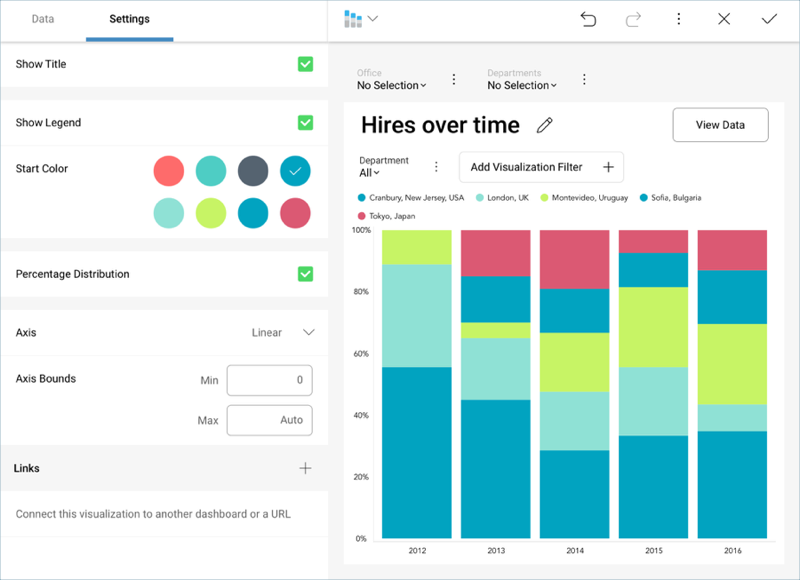 Data
Settings
Show Title
Show Legend
Start Color
Percentage Distribution
Axis
Linear
Axis Bounds
Min
0
Max
Auto
Links
Connect this visualization to another dashboard or a URL
Office
No Selection
Departments
No Selection
Hires over time
View Data
Department
All
Add Visualization Filter
Cranbury, New Jersey, USA
London, UK
Montevideo, Uruguay
Sofia, Bulgaria
Tokyo, Japan
100%
80%
60%
40%
20%
0%
2012
2013
2014
2015
2016